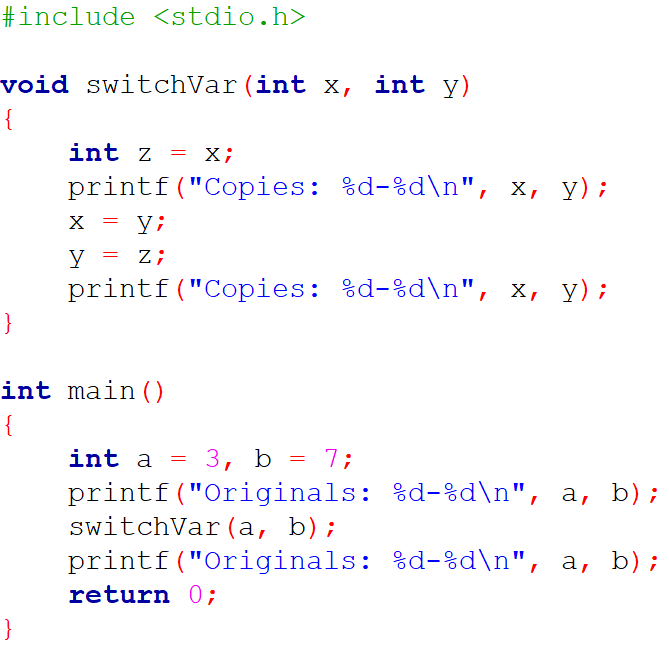 #include <stdio.h>
void switchVar(int x, int y)
{
    int z = x;
    printf("Copies: %d-%d\n", x, y);
    x = y;
    y = z;
    printf("Copies: %d-%d\n", x, y);
}
int main()
{
    int a = 3, b = 7;
    printf("Originals: %d-%d\n", a, b);
    switchVar(a, b);
    printf("Originals: %d-%d\n", a, b);
    return 0;
}